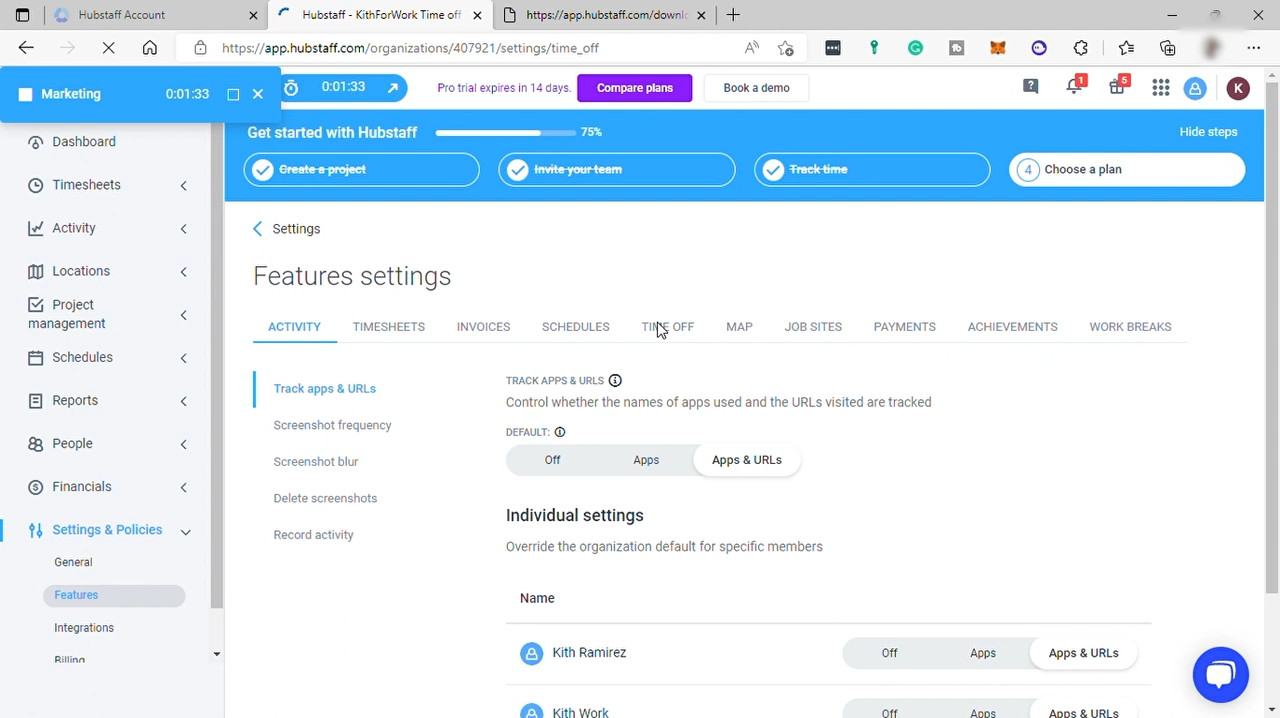 Hubstaff Account
Hubstaff - KithForWork Time off
https://app.hubstaff.com/downl
https://app.hubstaff.com/organizations/407921/settings/time_off
Marketing 0:01:33
0:01:33
Pro trial expires in 14 days.
Compare plans
Book a demo
1
5
K
Get started with Hubstaff
75%
Hide steps
Create a project
Invite your team
Track time
4 Choose a plan
Dashboard
Timesheets
Activity
Locations
Project
management
Schedules
Reports
People
Financials
Settings & Policies
General
Features
Integrations
Billing
Settings
Features settings
ACTIVITY TIMESHEETS INVOICES SCHEDULES TIME OFF MAP JOB SITES PAYMENTS ACHIEVEMENTS WORK BREAKS
Track apps & URLs
Screenshot frequency
Screenshot blur
Delete screenshots
Record activity
TRACK APPS & URLS
Control whether the names of apps used and the URLs visited are tracked
DEFAULT:
Off Apps Apps & URLs
Individual settings
Override the organization default for specific members
Name
Kith Ramirez Off Apps Apps & URLs
Kith Work Off Apps Apps & URLs